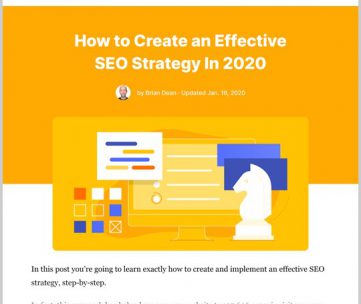 How to Create an Effective
SEO Strategy In 2020
by Brian Dean · Updated Jan. 16, 2020
In this post you're going to learn exactly how to create and implement an effective SEO
strategy, step-by-step.